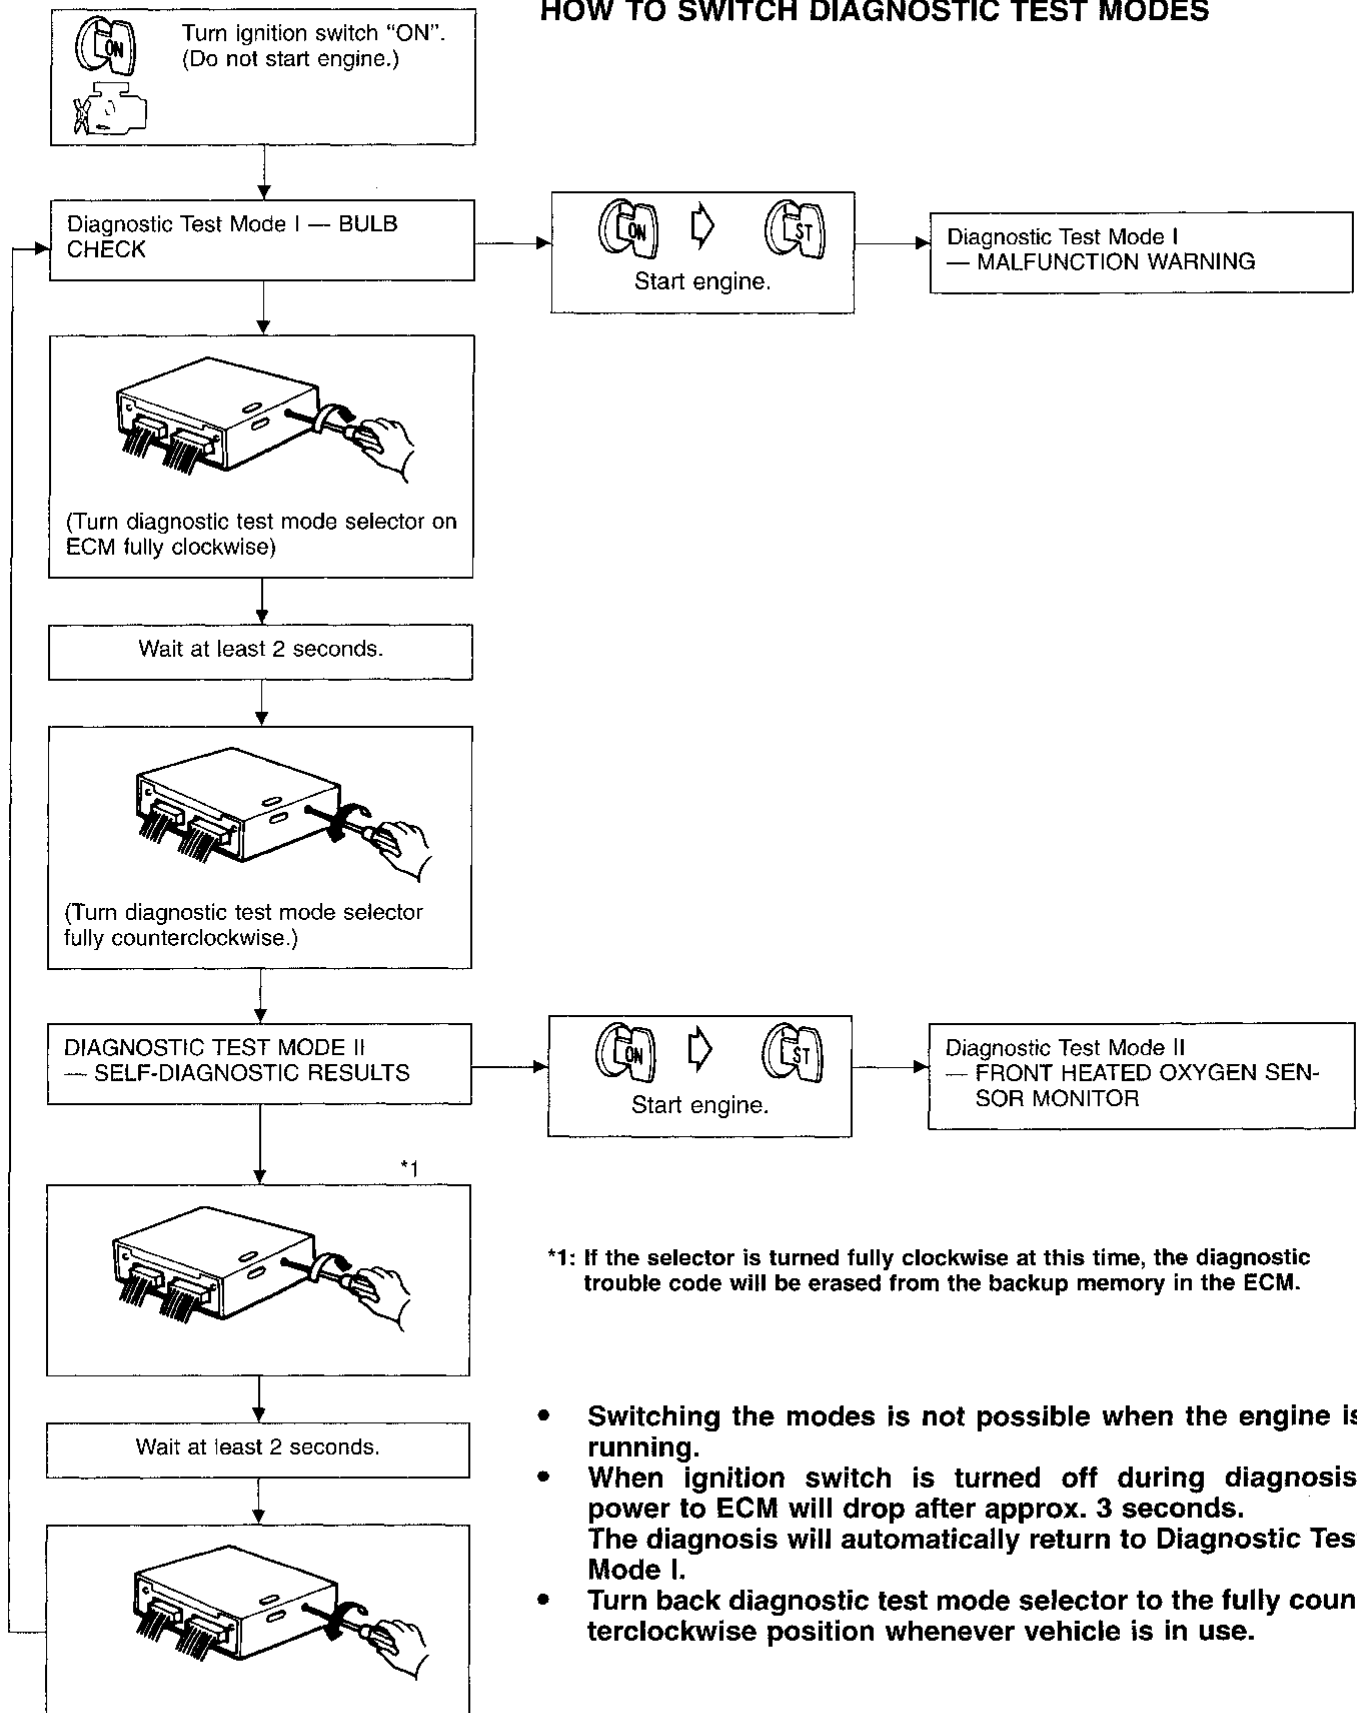 HOW TO SWITCH DIAGNOSTIC TEST MODES
ON
Turn ignition switch “ON”.
(Do not start engine.)
Diagnostic Test Mode I — BULB
CHECK
ON
ST
Start engine.
Diagnostic Test Mode I
— MALFUNCTION WARNING
(Turn diagnostic test mode selector on
ECM fully clockwise)
Wait at least 2 seconds.
(Turn diagnostic test mode selector
fully counterclockwise.)
DIAGNOSTIC TEST MODE II
— SELF-DIAGNOSTIC RESULTS
ON
ST
Start engine.
Diagnostic Test Mode II
— FRONT HEATED OXYGEN SEN-
SOR MONITOR
*1
*1: If the selector is turned fully clockwise at this time, the diagnostic
trouble code will be erased from the backup memory in the ECM.
Wait at least 2 seconds.
• Switching the modes is not possible when the engine is
running.
• When ignition switch is turned off during diagnosis
power to ECM will drop after approx. 3 seconds.
The diagnosis will automatically return to Diagnostic Tes
Mode I.
• Turn back diagnostic test mode selector to the fully coun
terclockwise position whenever vehicle is in use.